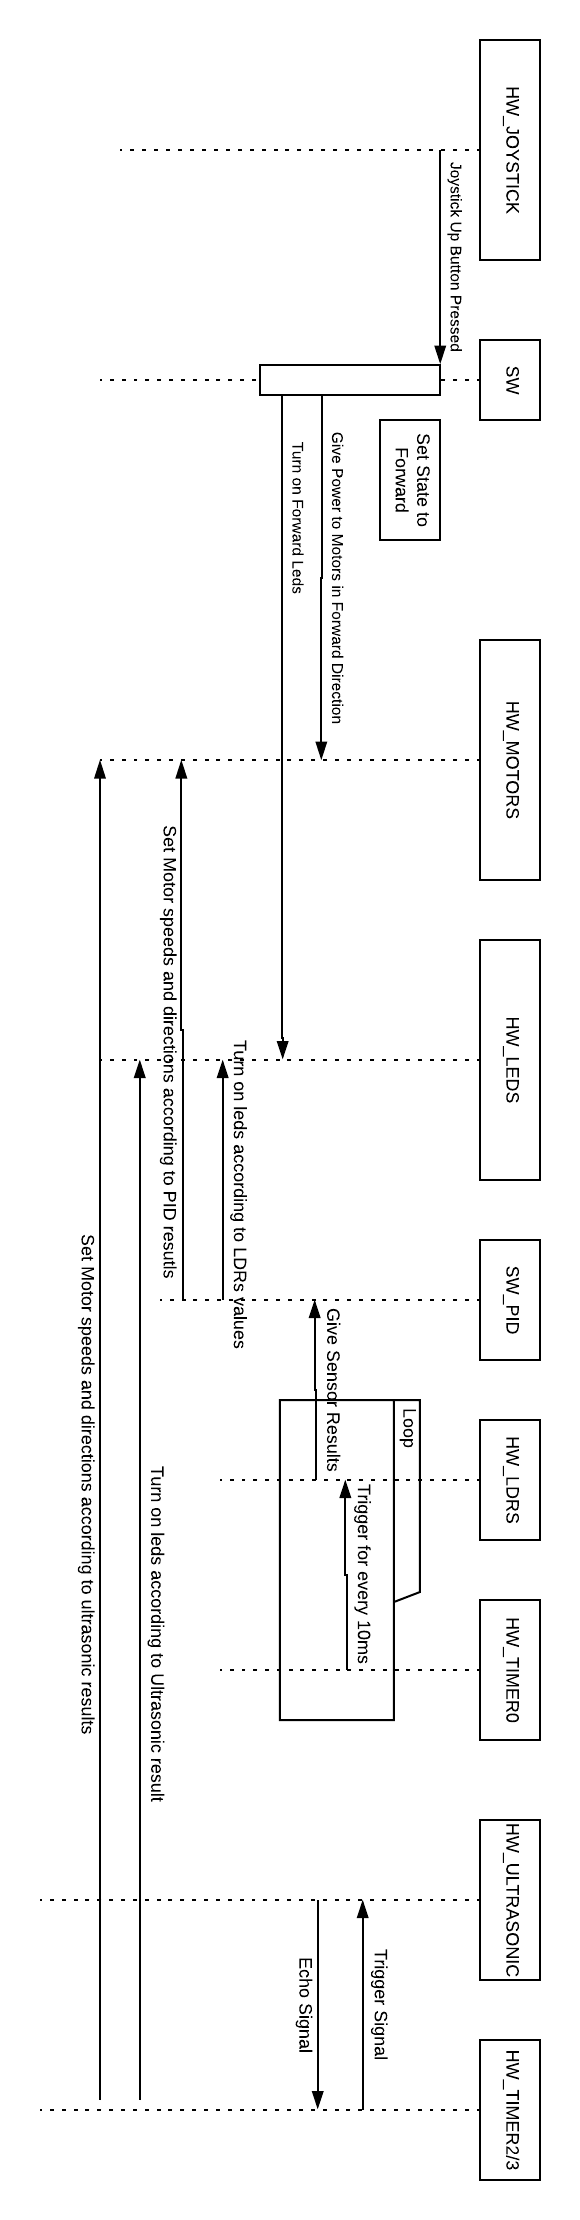 HW_JOYSTICK
SW
HW_MOTORS
HW_LEDS
SW_PID
HW_LDRS
HW_TIMER0
HW_ULTRASONIC
HW_TIMER2/3
Joystick Up Button Pressed
Set State to
Forward
Loop
Trigger Signal
Trigger for every 10ms
Give Power to Motors in Forward Direction
Give Sensor Results
Echo Signal
Turn on Forward Leds
Turn on leds according to LDRs values
Set Motor speeds and directions according to PID resutls
Turn on leds according to Ultrasonic result
Set Motor speeds and directions according to ultrasonic results